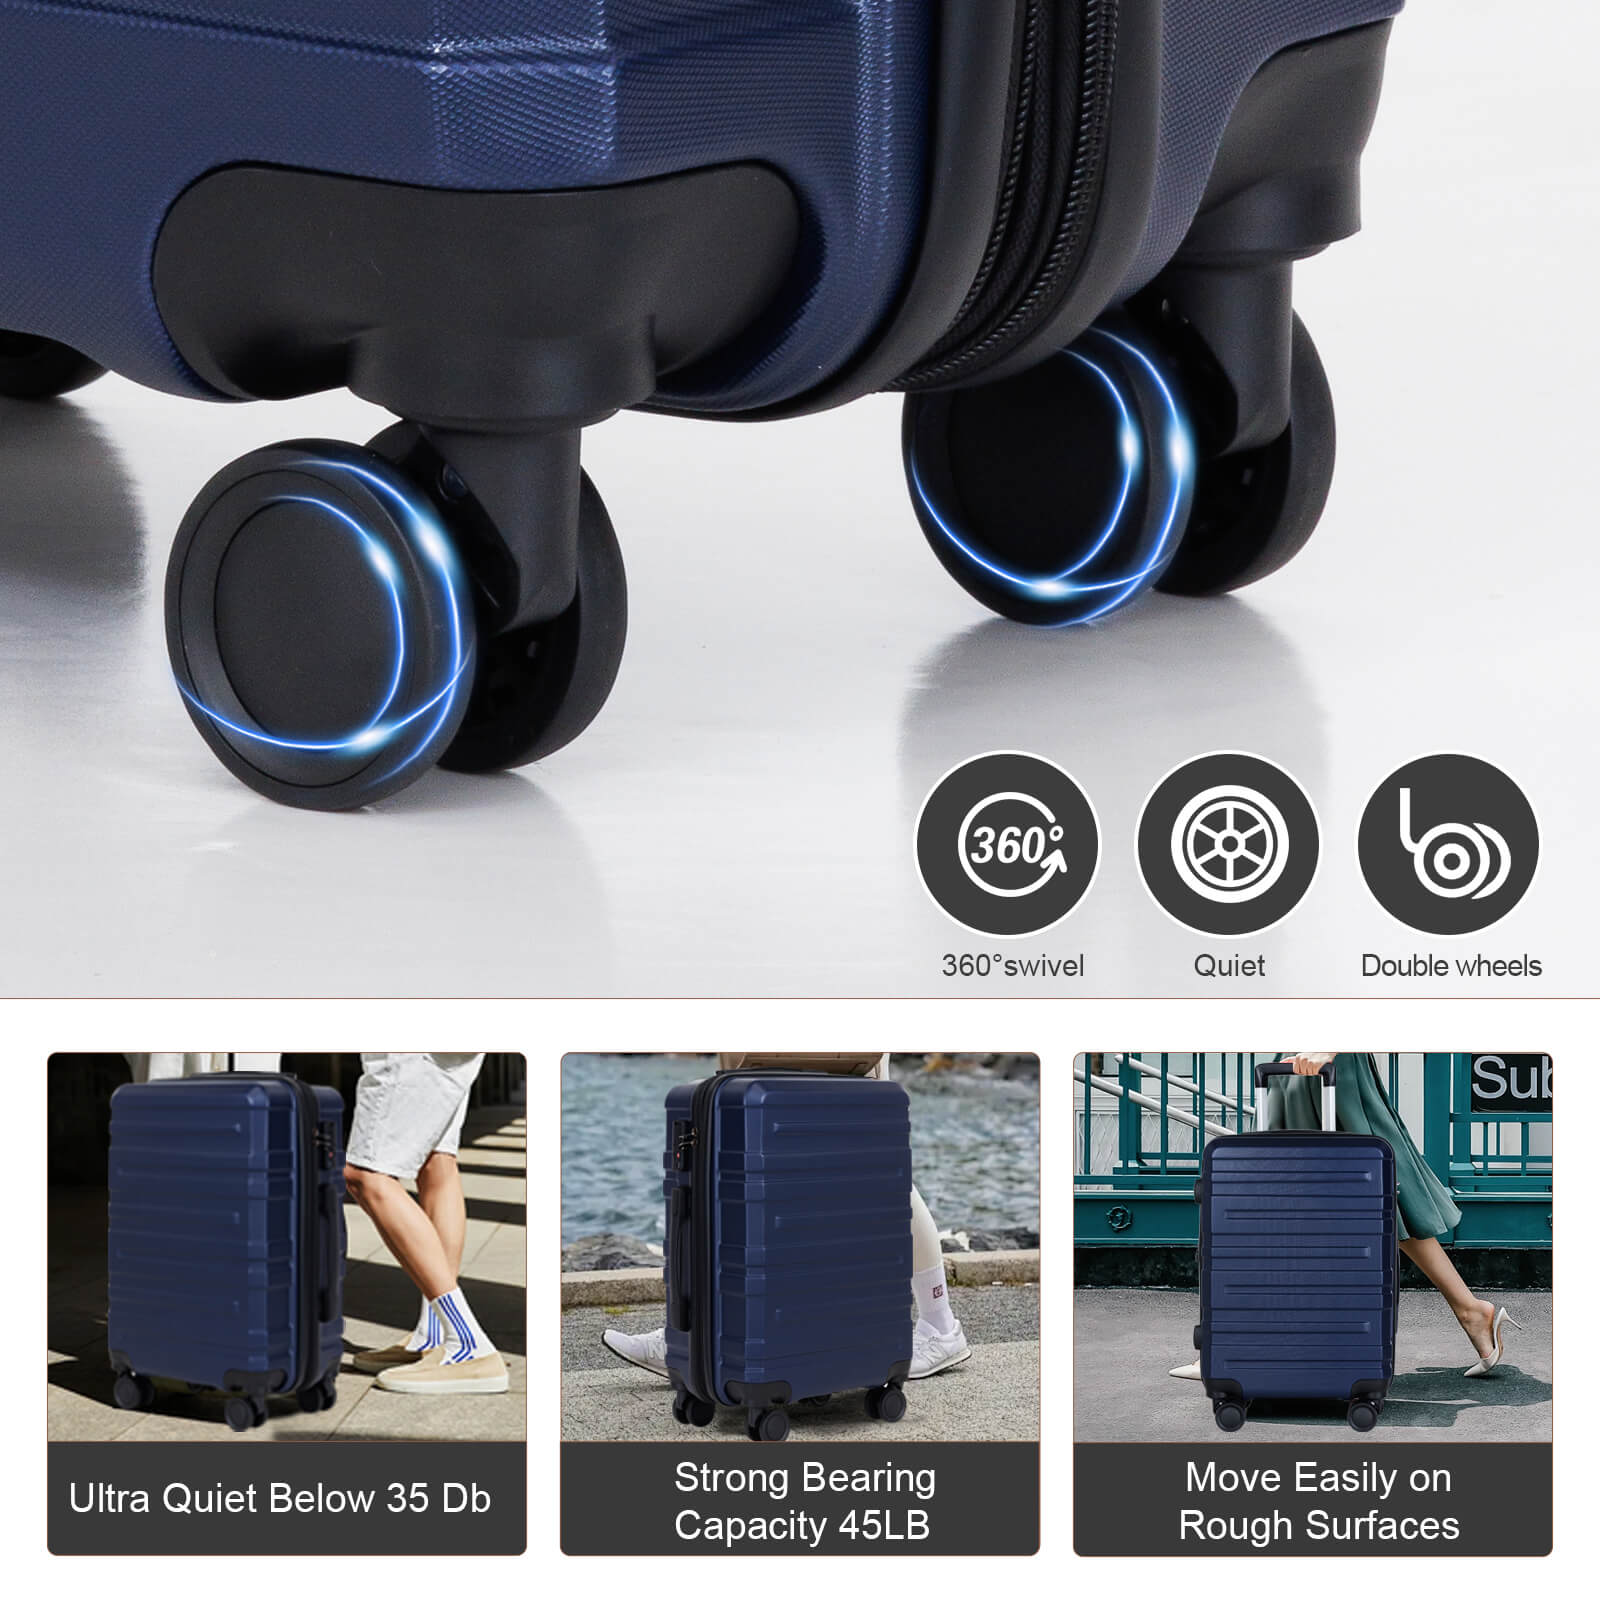 360°
360°swivel
Quiet
Double wheels
Sub
Ultra Quiet Below 35 Db
Strong Bearing
Capacity 45LB
Move Easily on
Rough Surfaces